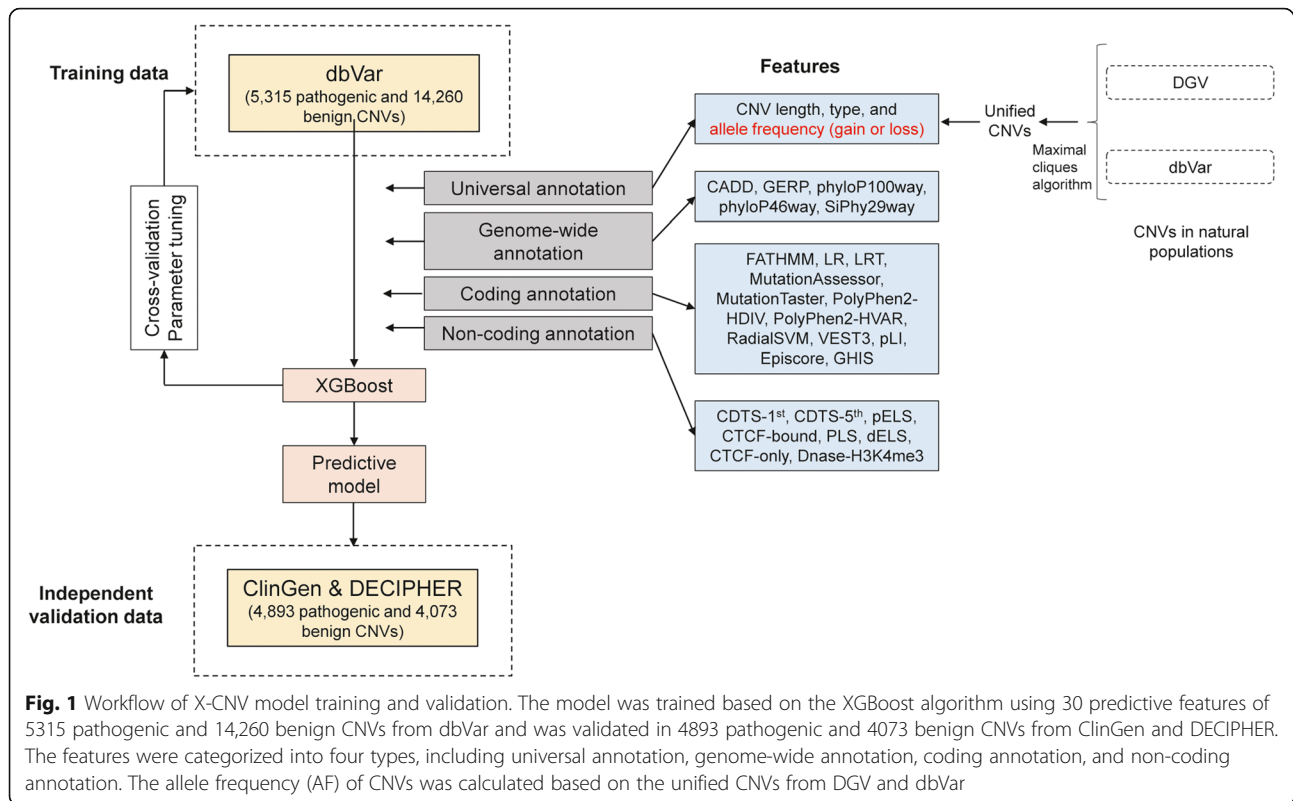 Training data
dbVar
(5,315 pathogenic and 14,260
benign CNVs)
Cross-validation
Parameter tuning
Universal annotation
Genome-wide
annotation
Coding annotation
Non-coding annotation
XGBoost
Predictive
model
Independent
validation data
ClinGen & DECIPHER
(4,893 pathogenic and 4,073
benign CNVs)
Features
CNV length, type, and
allele frequency (gain or loss)
CADD, GERP, phyloP100way,
phyloP46way, SiPhy29way
FATHMM, LR, LRT,
MutationAssessor,
MutationTaster, PolyPhen2-
HDIV, PolyPhen2-HVAR,
RadialSVM, VEST3, pLI,
Episcore, GHIS
CDTS-1st, CDTS-5th, pELS,
CTCF-bound, PLS, dELS,
CTCF-only, Dnase-H3K4me3
Unified
CNVs
Maximal
cliques
algorithm
DGV
dbVar
CNVs in natural
populations
Fig. 1 Workflow of X-CNV model training and validation. The model was trained based on the XGBoost algorithm using 30 predictive features of
5315 pathogenic and 14,260 benign CNVs from dbVar and was validated in 4893 pathogenic and 4073 benign CNVs from ClinGen and DECIPHER.
The features were categorized into four types, including universal annotation, genome-wide annotation, coding annotation, and non-coding
annotation. The allele frequency (AF) of CNVs was calculated based on the unified CNVs from DGV and dbVar